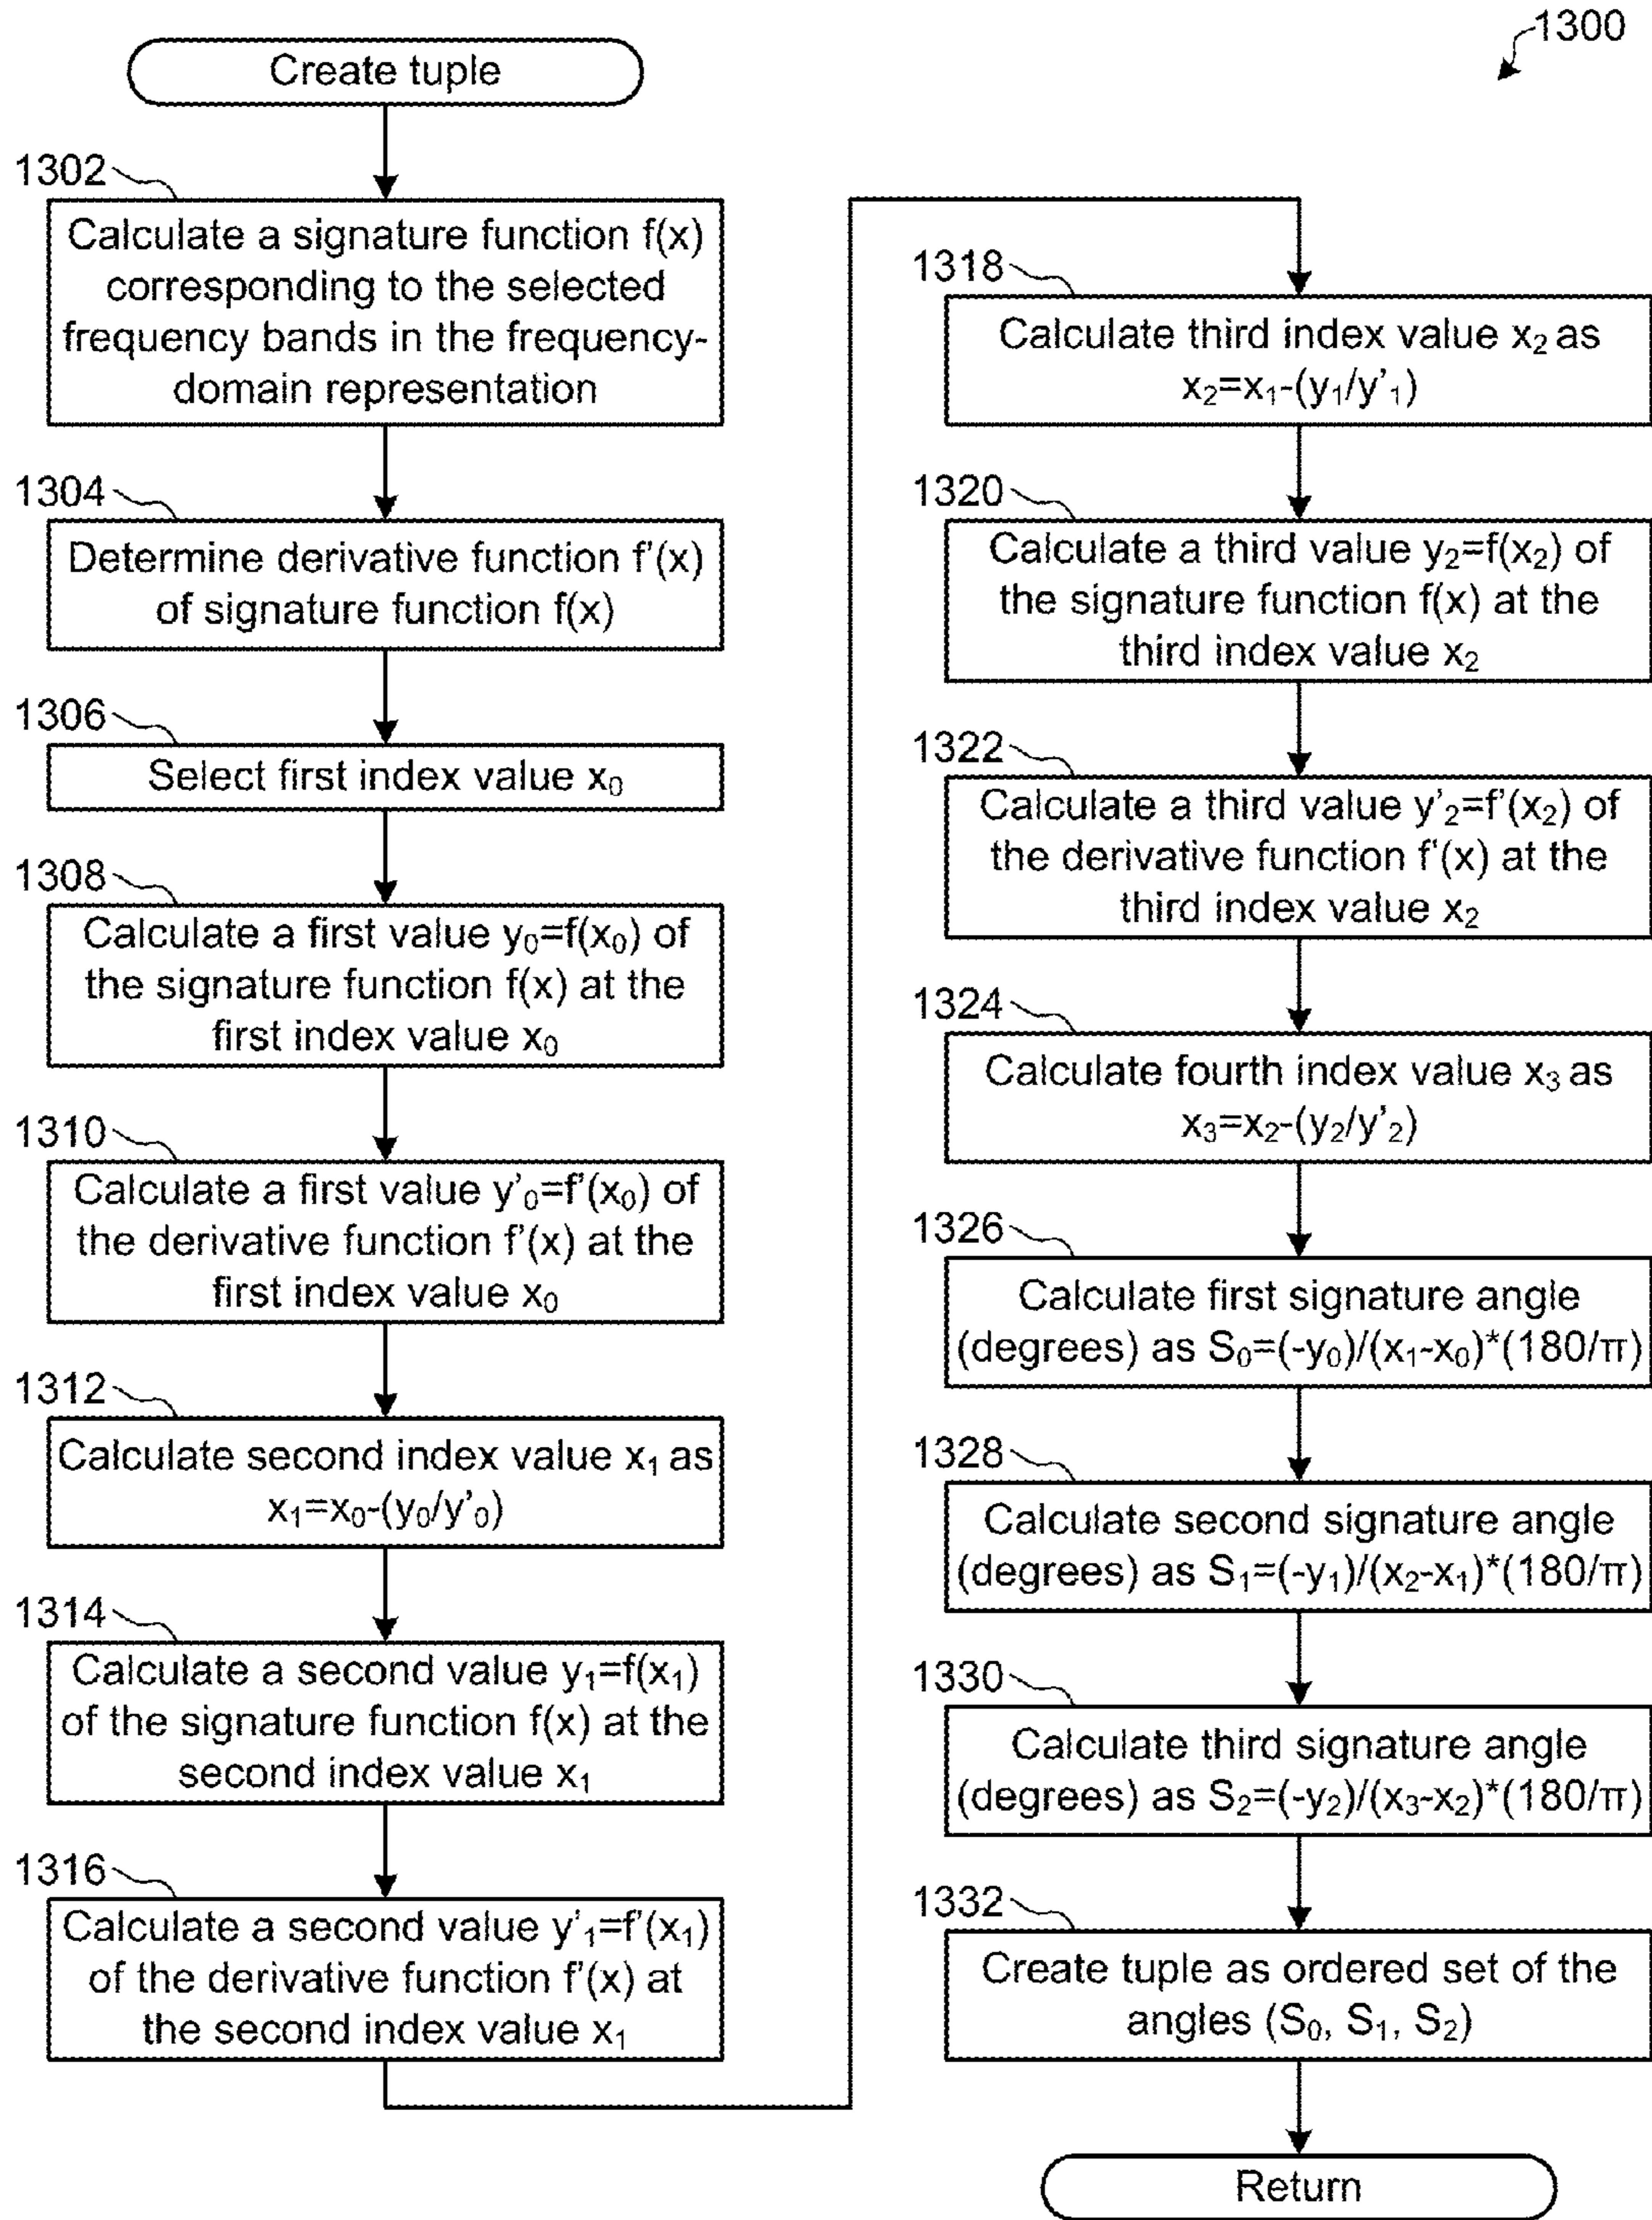 1300
Create tuple
1302
Calculate a signature function f(x)
corresponding to the selected
frequency bands in the frequency-
domain representation
1304
Determine derivative function f'(x)
of signature function f(x)
1306
Select first index value x₀
1308
Calculate a first value y₀=f(x₀) of
the signature function f(x) at the
first index value x₀
1310
Calculate a first value y'₀=f'(x₀) of
the derivative function f'(x) at the
first index value x₀
1312
Calculate second index value x₁ as
x₁=x₀-(y₀/y'₀)
1314
Calculate a second value y₁=f(x₁)
of the signature function f(x) at the
second index value x₁
1316
Calculate a second value y'₁=f'(x₁)
of the derivative function f'(x) at
the second index value x₁
1318
Calculate third index value x₂ as
x₂=x₁-(y₁/y'₁)
1320
Calculate a third value y₂=f(x₂) of
the signature function f(x) at the
third index value x₂
1322
Calculate a third value y'₂=f'(x₂) of
the derivative function f'(x) at the
third index value x₂
1324
Calculate fourth index value x₃ as
x₃=x₂-(y₂/y'₂)
1326
Calculate first signature angle
(degrees) as S₀=(-y₀)/(x₁-x₀)*(180/π)
1328
Calculate second signature angle
(degrees) as S₁=(-y₁)/(x₂-x₁)*(180/π)
1330
Calculate third signature angle
(degrees) as S₂=(-y₂)/(x₃-x₂)*(180/π)
1332
Create tuple as ordered set of the
angles (S₀, S₁, S₂)
Return